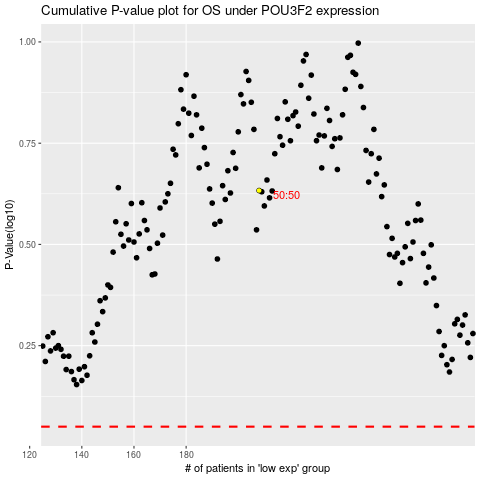 Cumulative P-value plot for OS under POU3F2 expression
P-Value(log10)
1.00
0.75
0.50
0.25
50:50
120 140 160 180
# of patients in 'low exp' group